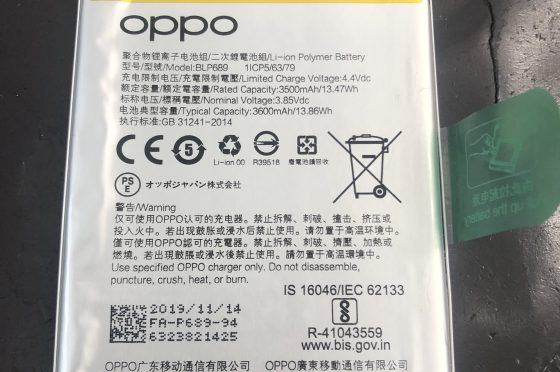 oppo
聚合物锂离子电池组/二次鋰電池組/Li-ion Polymer Battery
型号/型號/Model:BLP689 1ICP5/63/79
充电限制电压/充電限制電壓/Limited Charge Voltage:4.4Vdc
额定容量/額定電容量/Rated Capacity:3500mAh/13.47Wh
标称电压/標稱電壓/Nominal Voltage:3.85Vdc
电池典型容量/Typical Capacity:3600mAh/13.86Wh
执行标准:GB 31241-2014
CE 5 Li-ion 00 R39518 廢電池請回收
PS E オッポジャパン株式会社
警告/Warning
仅可使用OPPO认可的充电器。禁止拆解、刺破、撞击、挤压或
投入火中。若出现鼓胀或浸水后禁止使用。请勿置于高温环境中。
僅可使用OPPO認可的充電器。禁止拆解、刺破、擠壓、加熱或
燃燒。若出現鼓脹或浸水後禁止使用。請勿置於高溫環境中。
Use specified OPPO charger only. Do not disassemble,
puncture, crush, heat, or burn.
IS 16046/IEC 62133
2019/11/14
FA-P689-94
6323821425
R-41043559
www.bis.gov.in
OPPO广东移动通信有限公司 OPPO廣東移動通信有限公司
up the battery